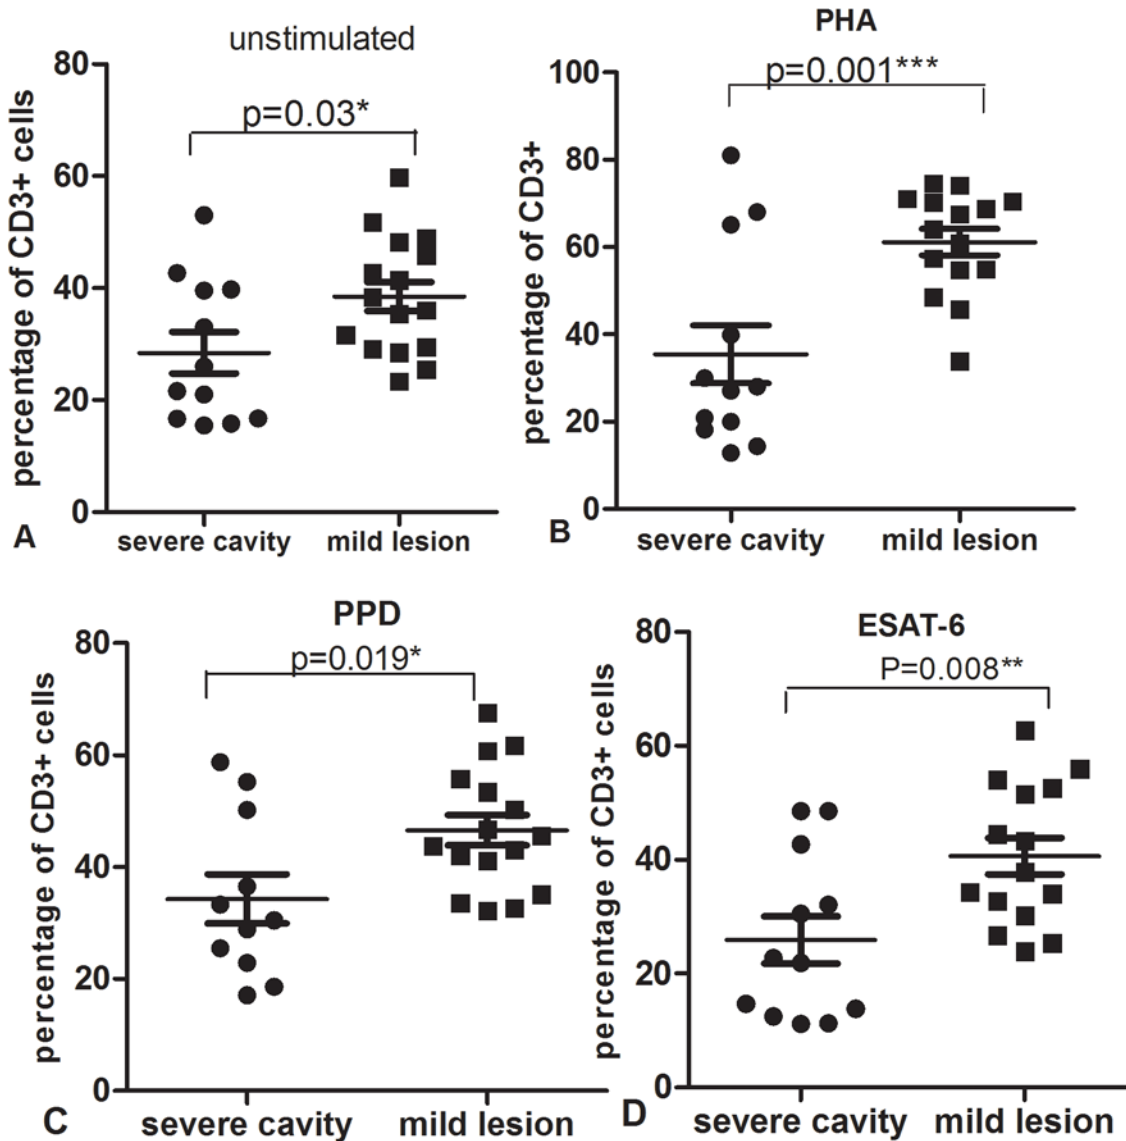 unstimulated
p=0.03*
percentage of CD3+ cells
80
60
40
20
0
severe cavity
mild lesion
A
PHA
p=0.001***
percentage of CD3+
100
80
60
40
20
0
severe cavity
mild lesion
B
PPD
p=0.019*
percentage of CD3+ cells
80
60
40
20
0
severe cavity
mild lesion
C
ESAT-6
P=0.008**
percentage of CD3+ cells
80
60
40
20
0
severe cavity
mild lesion
D